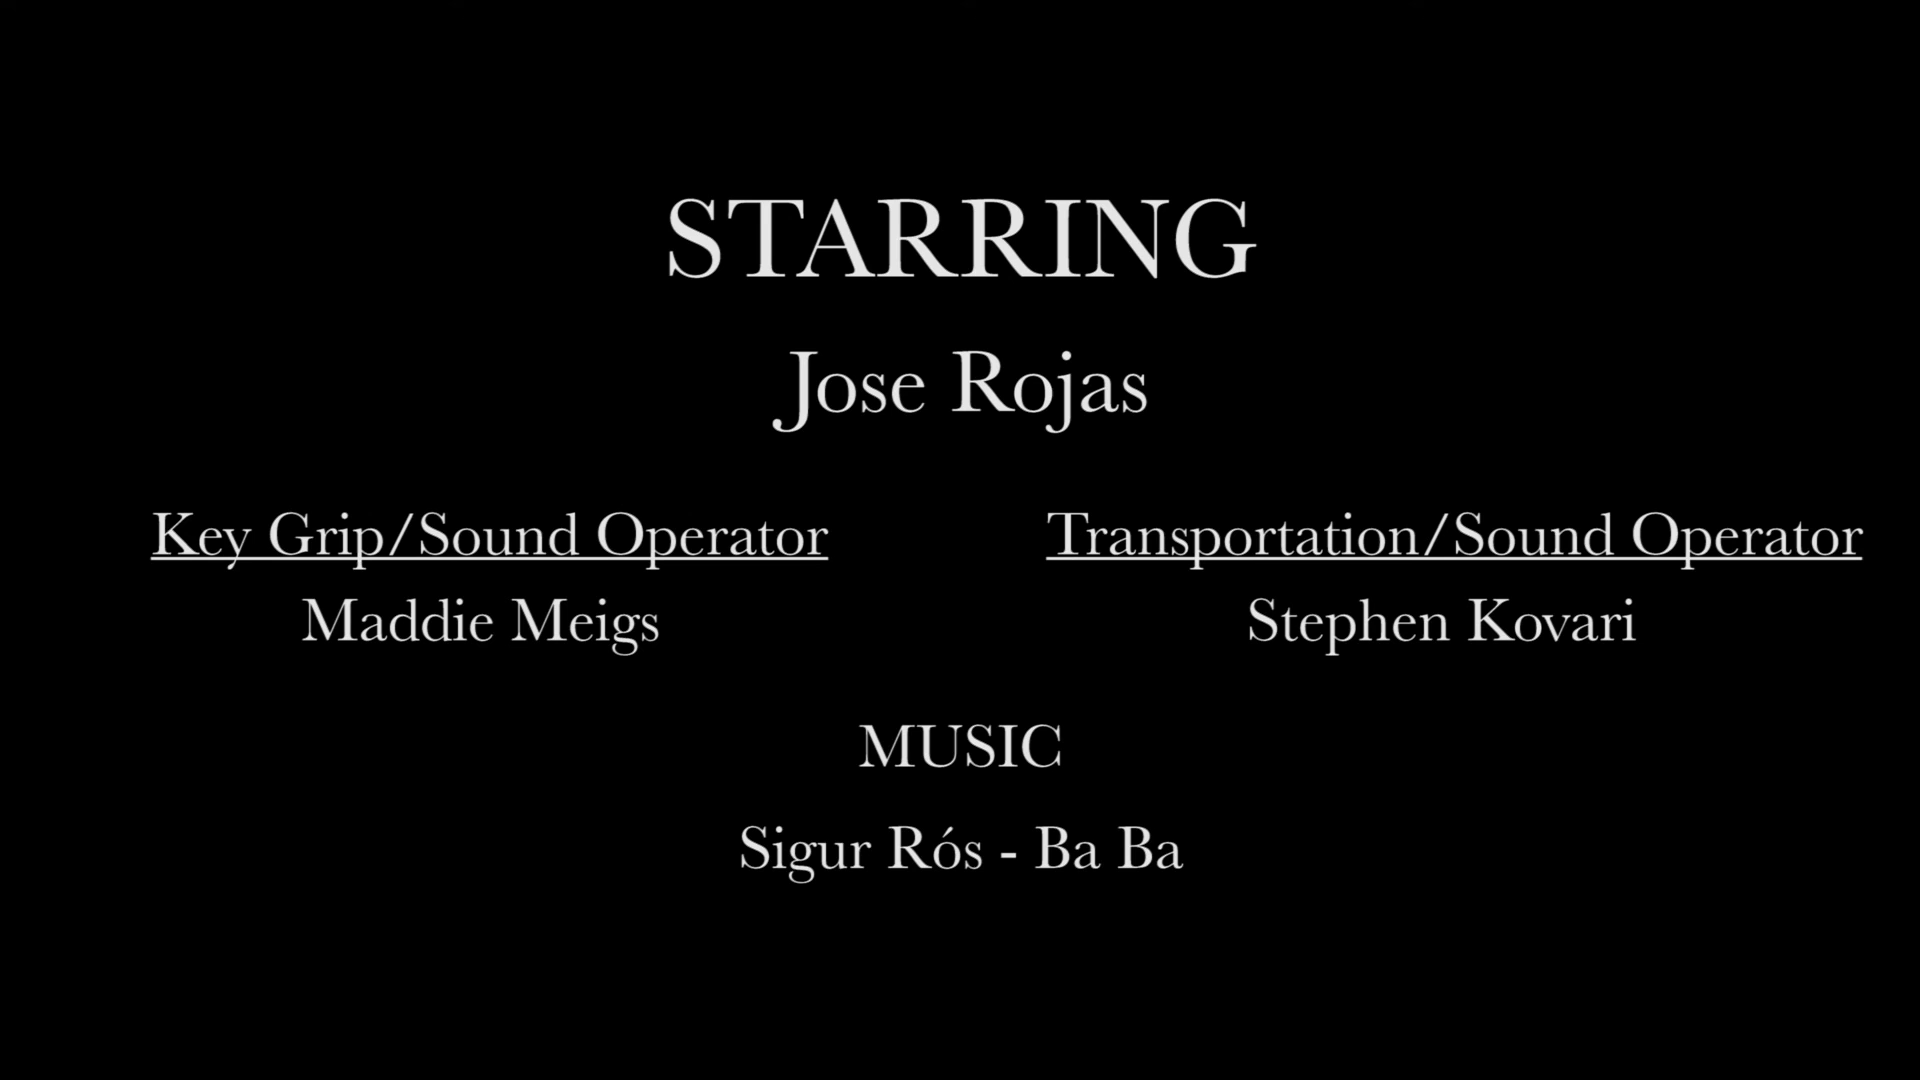 STARRING
Jose Rojas
Key Grip/Sound Operator
Maddie Meigs
Transportation/Sound Operator
Stephen Kovari
MUSIC
Sigur Rós - Ba Ba